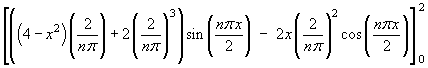 [((4 − x²)(2/nπ) + 2(2/nπ)³) sin(nπx/2) − 2x(2/nπ)² cos(nπx/2)]₀²